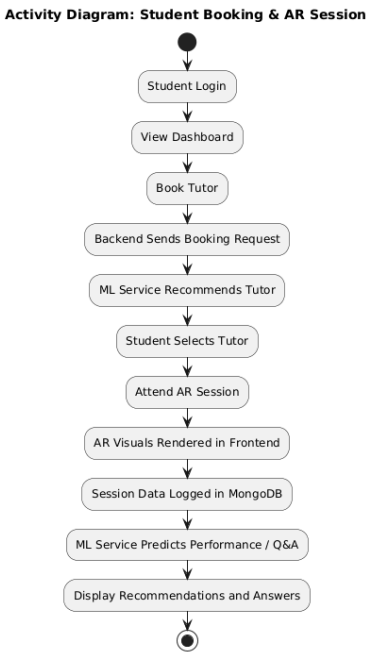 Activity Diagram: Student Booking & AR Session
Student Login
View Dashboard
Book Tutor
Backend Sends Booking Request
ML Service Recommends Tutor
Student Selects Tutor
Attend AR Session
AR Visuals Rendered in Frontend
Session Data Logged in MongoDB
ML Service Predicts Performance / Q&A
Display Recommendations and Answers